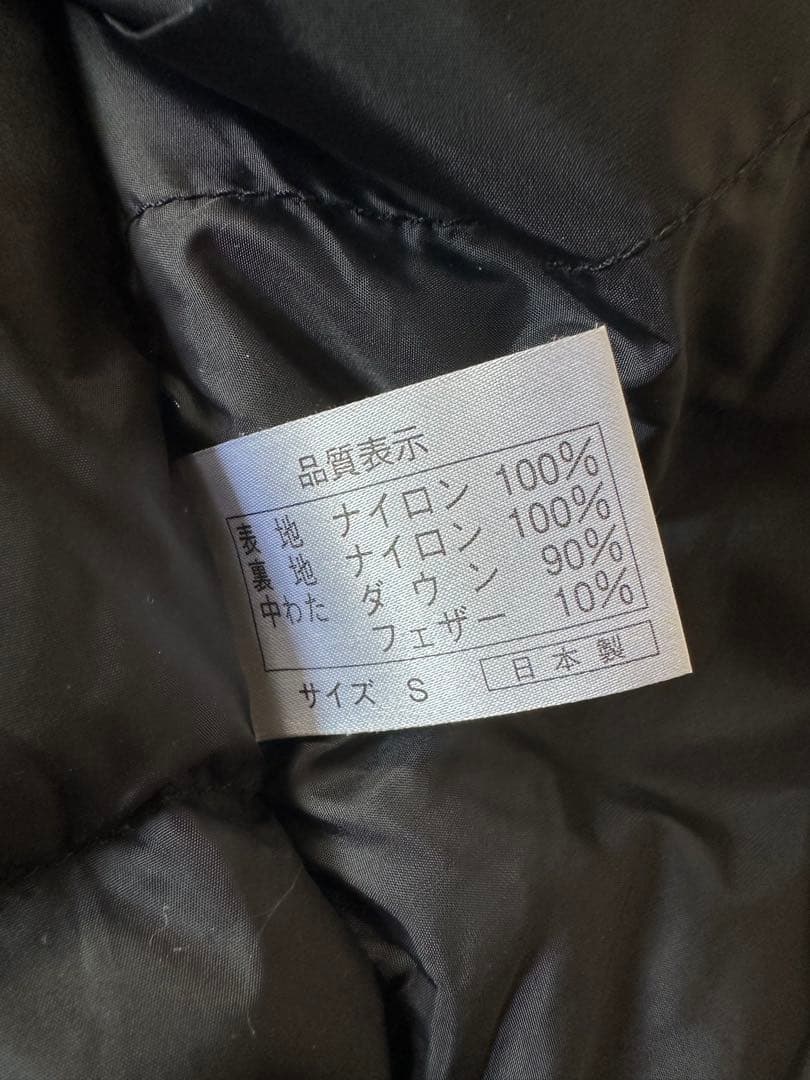 品質表示
表地 ナイロン 100%
裏地 ナイロン 100%
中わた ダウン 90%
フェザー 10%
サイズ S 日本製